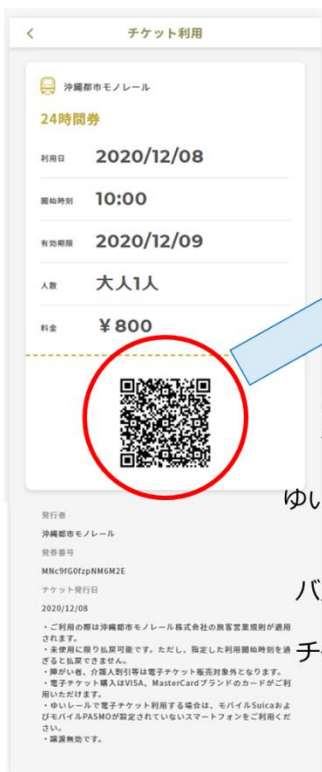 チケット利用
沖縄都市モノレール
24時間券
利用日 2020/12/08
開始時刻 10:00
有効期限 2020/12/09
人数 大人1人
料金 ¥800
ゆい
バ
チ
発行者
沖縄都市モノレール
発券番号
MNc9fG0fzpNM6M2E
チケット発行日
2020/12/08
・ご利用の際は沖縄都市モノレール株式会社の旅客営業規則が適用
されます。
・未使用に限り払戻可能です。ただし、指定した利用開始時刻を過
ぎると払戻できません。
・障がい者、介護人割引等は電子チケット販売対象外となります。
・電子チケット購入はVISA、MasterCardブランドのカードがご利
用いただけます。
・ゆいレールで電子チケット利用する場合は、モバイルSuicaおよ
びモバイルPASMOが設定されていないスマートフォンをご利用くだ
さい。
・譲渡無効です。